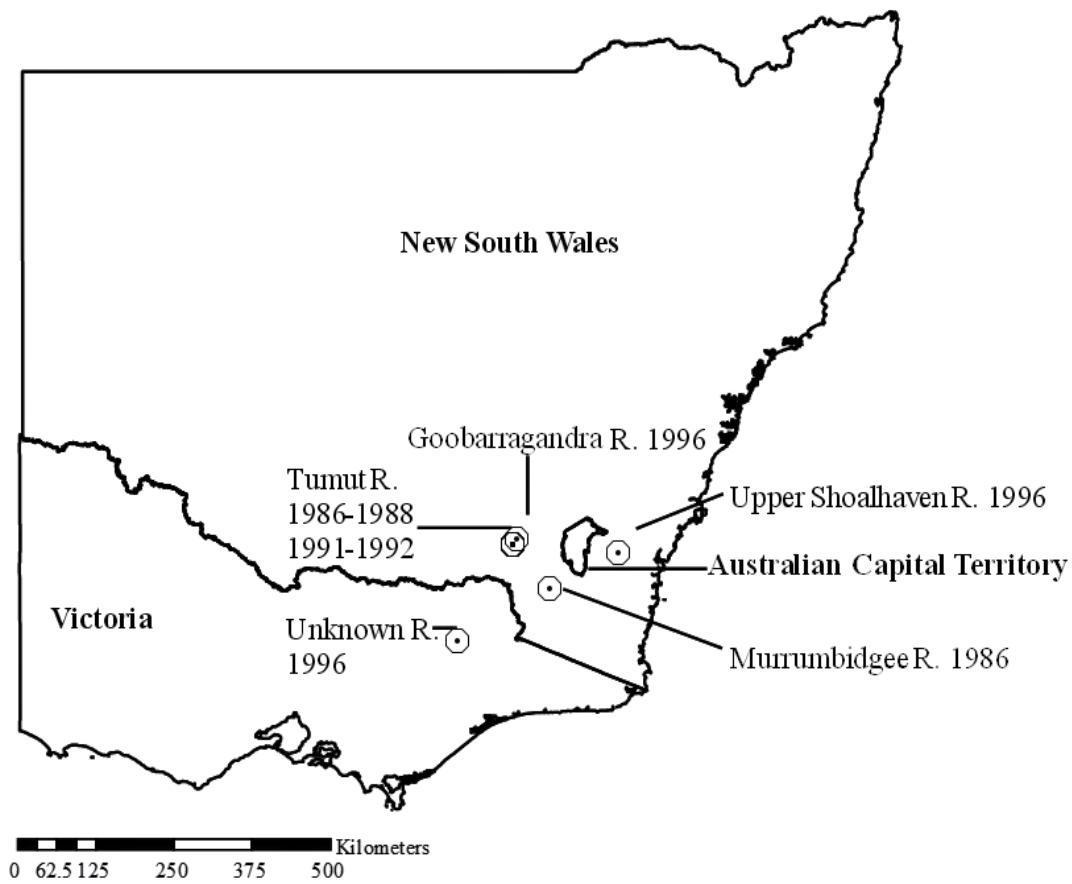 New South Wales
Goobarragandra R. 1996
Tumut R.
1986-1988
1991-1992
Upper Shoalhaven R. 1996
Australian Capital Territory
Victoria
Unknown R.
1996
Murrumbidgee R. 1986
Kilometers
0 62.5 125 250 375 500